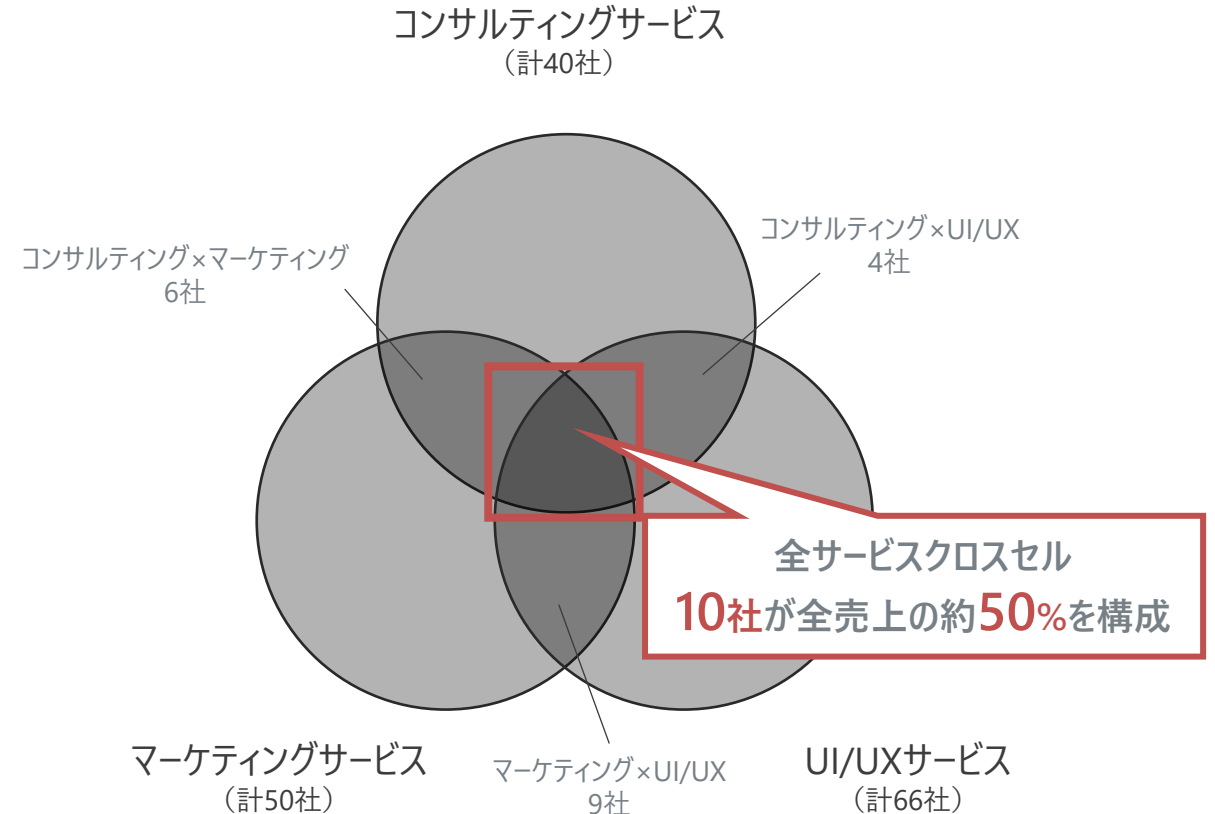 コンサルティングサービス
（計40社）
コンサルティング×UI/UX
4社
コンサルティング×マーケティング
6社
全サービスクロスセル
10社が全売上の約50%を構成
マーケティングサービス
（計50社）
マーケティング×UI/UX
9社
UI/UXサービス
（計66社）